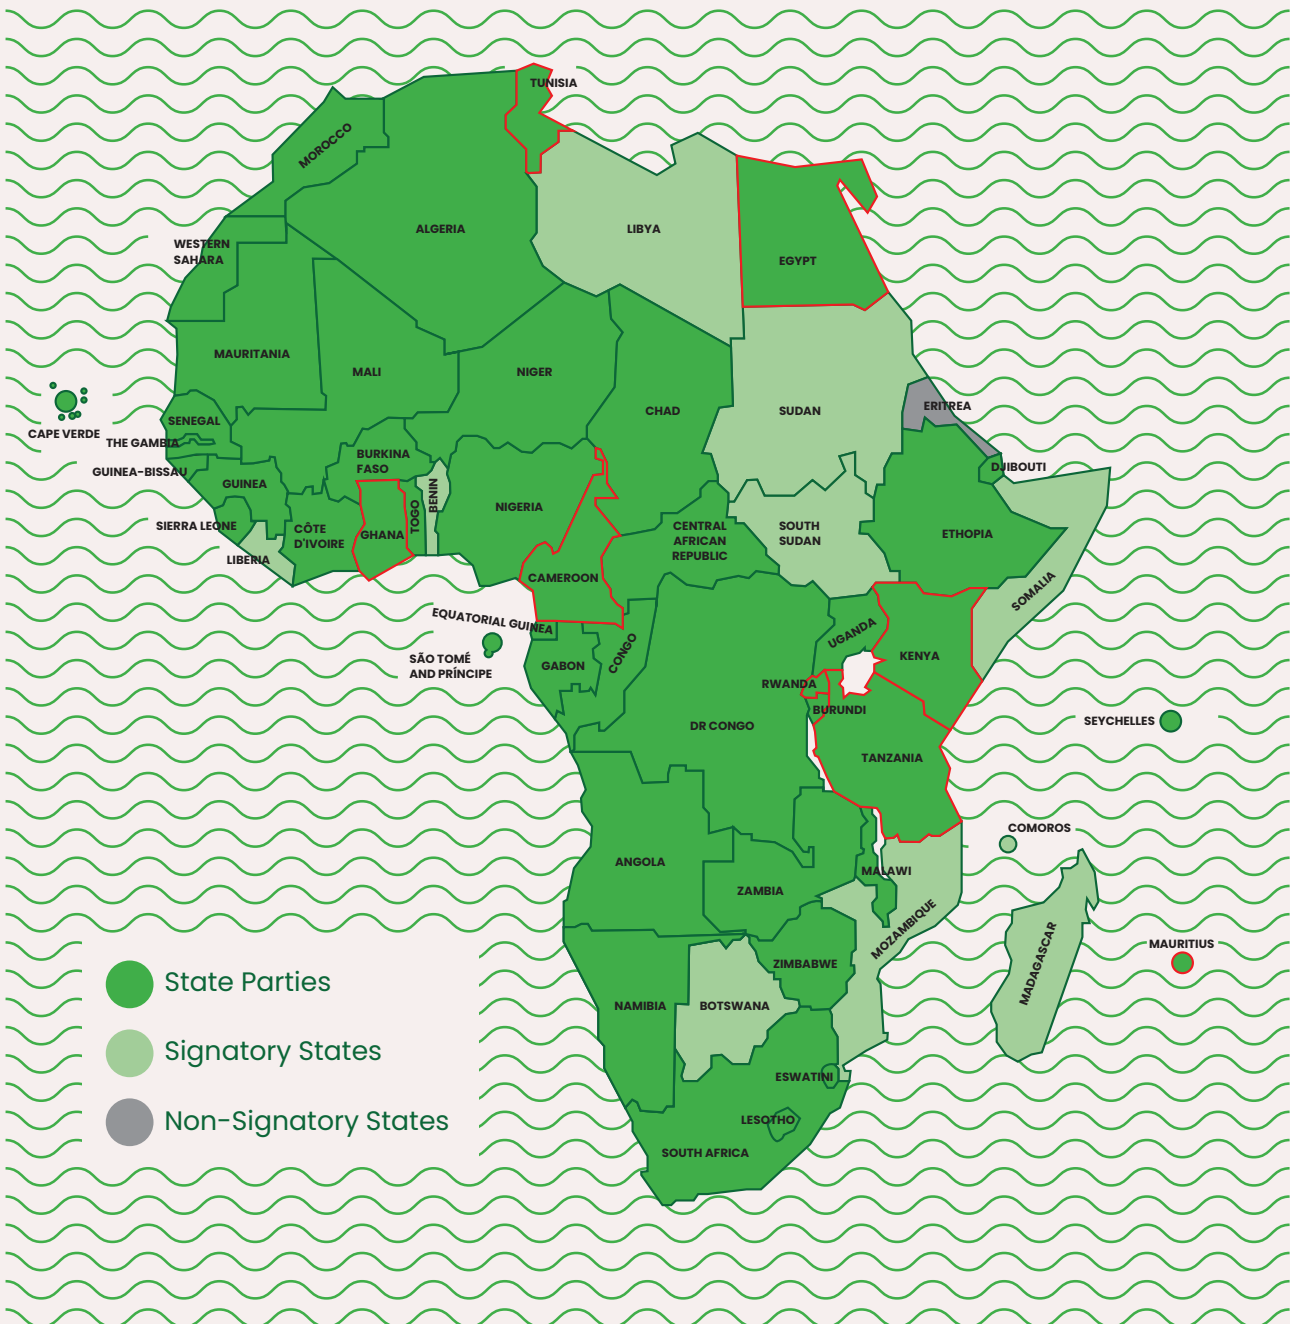 TUNISIA
MOROCCO
ALGERIA
LIBYA
EGYPT
WESTERN
SAHARA
MAURITANIA
MALI
NIGER
CHAD
SUDAN
ERITREA
CAPE VERDE
SENEGAL
THE GAMBIA
GUINEA-BISSAU
GUINEA
BURKINA
FASO
BENIN
TOGO
NIGERIA
DJIBOUTI
SIERRA LEONE
CÔTE
D'IVOIRE
GHANA
LIBERIA
CENTRAL
AFRICAN
REPUBLIC
SOUTH
SUDAN
ETHOPIA
SOMALIA
CAMEROON
EQUATORIAL GUINEA
SÃO TOMÉ
AND PRÍNCIPE
GABON
CONGO
UGANDA
KENYA
RWANDA
BURUNDI
DR CONGO
TANZANIA
SEYCHELLES
COMOROS
ANGOLA
ZAMBIA
MALAWI
MOZAMBIQUE
MADAGASCAR
MAURITIUS
ZIMBABWE
NAMIBIA
BOTSWANA
ESWATINI
LESOTHO
SOUTH AFRICA
State Parties
Signatory States
Non-Signatory States